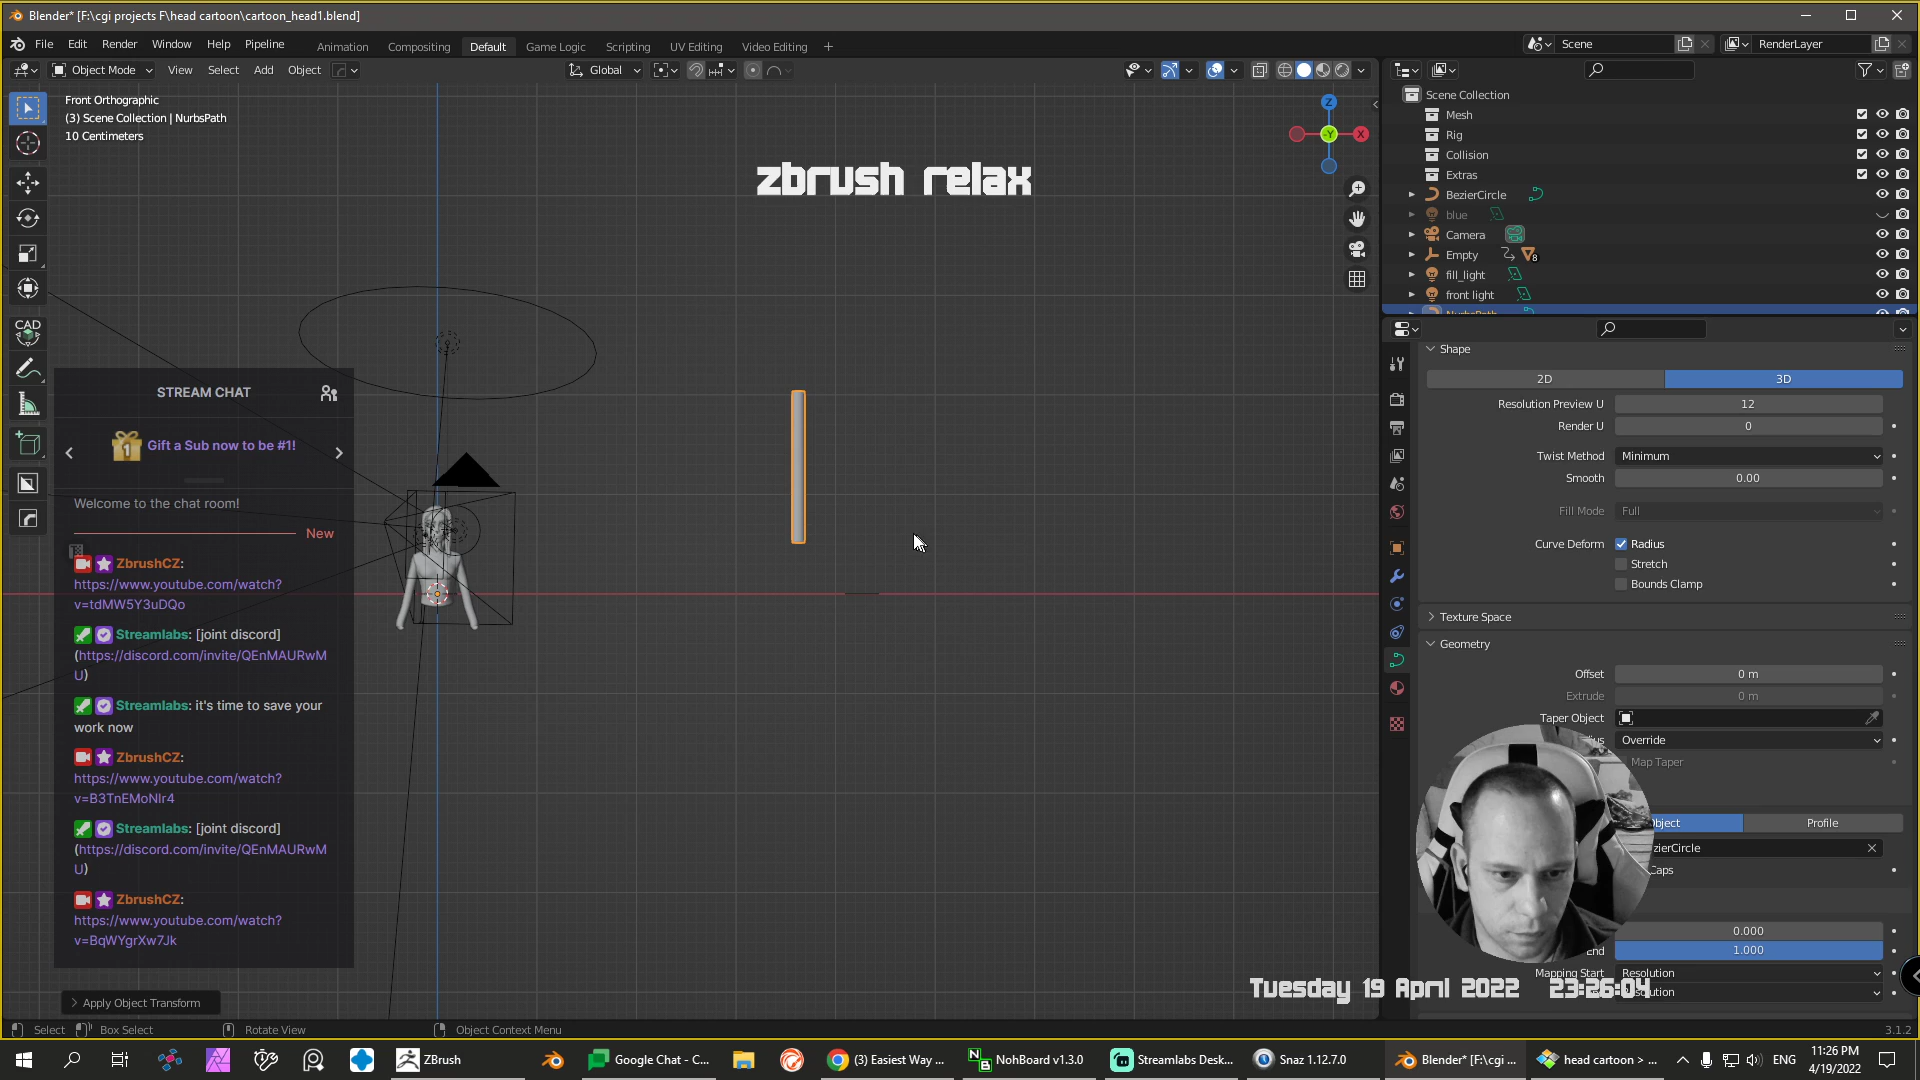 Blender* [F:\cgi projects F\head cartoon\cartoon_head1.blend]
File Edit Render Window Help Pipeline Animation Compositing Default Game Logic Scripting UV Editing Video Editing + Scene RenderLayer
Object Mode View Select Add Object Global
Front Orthographic
(3) Scene Collection | NurbsPath
10 Centimeters
zbrush relax
Z
-Y
X
CAD
Scene Collection
Mesh
Rig
Collision
Extras
BezierCircle
blue
Camera
Empty 8
fill_light
front light
Shape
2D 3D
Resolution Preview U 12
Render U 0
Twist Method Minimum
Smooth 0.00
Fill Mode Full
Curve Deform Radius
Stretch
Bounds Clamp
Texture Space
Geometry
Offset 0 m
Extrude 0 m
Taper Object
Override
Map Taper
Profile
0.000
1.000
Mapping Start Resolution
STREAM CHAT
1 Gift a Sub now to be #1!
Welcome to the chat room!
New
ZbrushCZ:
https://www.youtube.com/watch?
v=tdMW5Y3uDQo
Streamlabs: [joint discord]
(https://discord.com/invite/QEnMAURwM
U)
Streamlabs: it's time to save your
work now
ZbrushCZ:
https://www.youtube.com/watch?
v=B3TnEMoNIr4
Streamlabs: [joint discord]
(https://discord.com/invite/QEnMAURwM
U)
ZbrushCZ:
https://www.youtube.com/watch?
v=BqWYgrXw7Jk
Apply Object Transform
Tuesday 19 April 2022 23:26:04
Select Box Select Rotate View Object Context Menu 3.1.2
ZBrush Google Chat - C... (3) Easiest Way ... NohBoard v1.3.0 Streamlabs Desk... Snaz 1.12.7.0 Blender* [F:\cgi ... head cartoon > ... ENG
11:26 PM
4/19/2022